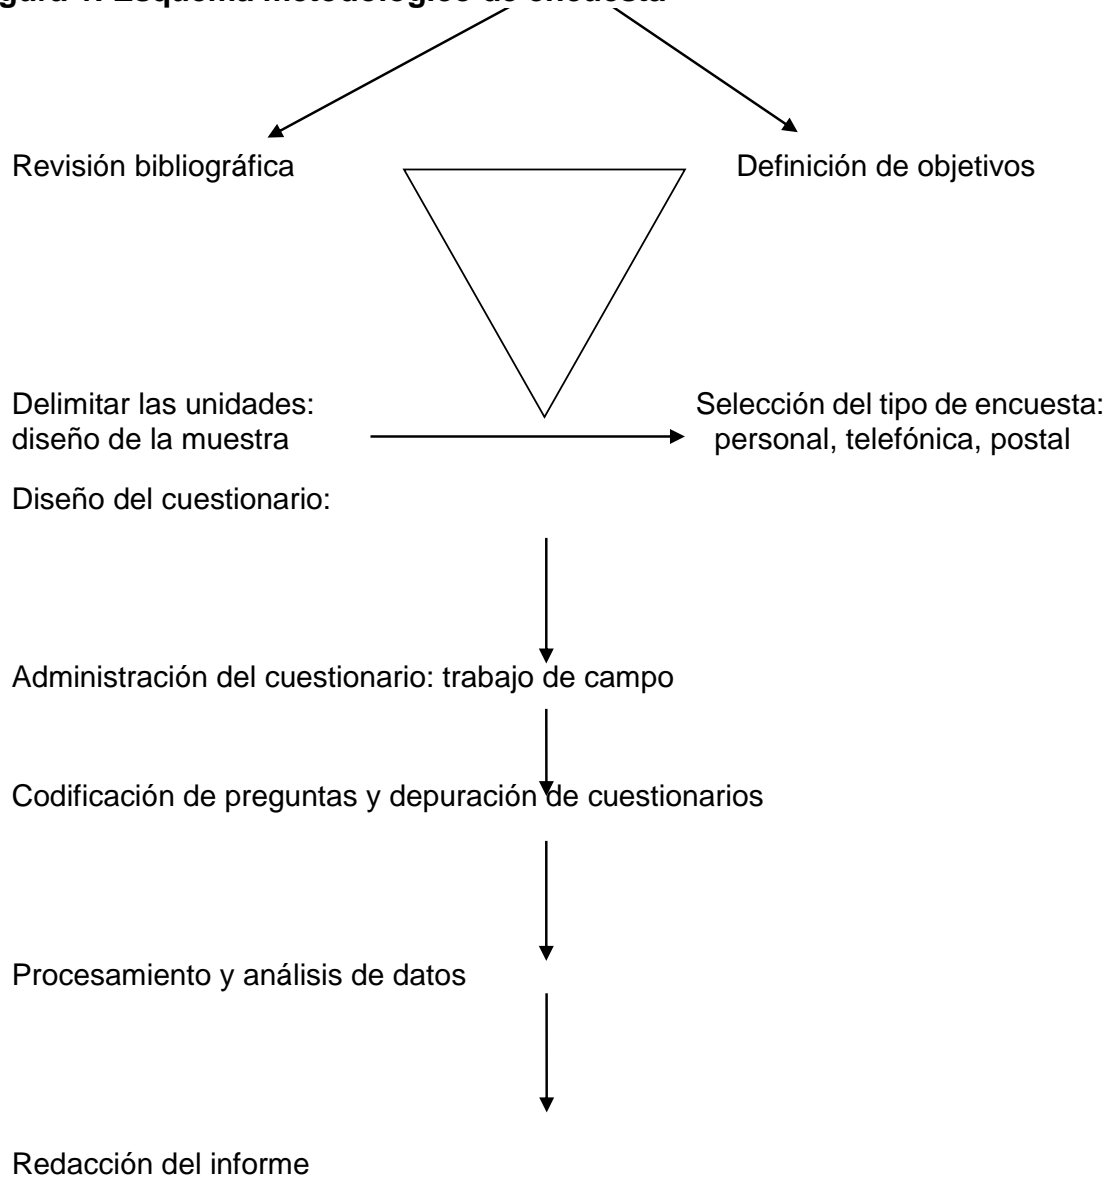 Revisión bibliográfica
Definición de objetivos
Delimitar las unidades:
diseño de la muestra
Selección del tipo de encuesta:
personal, telefónica, postal
Diseño del cuestionario:
Administración del cuestionario: trabajo de campo
Codificación de preguntas y depuración de cuestionarios
Procesamiento y análisis de datos
Redacción del informe